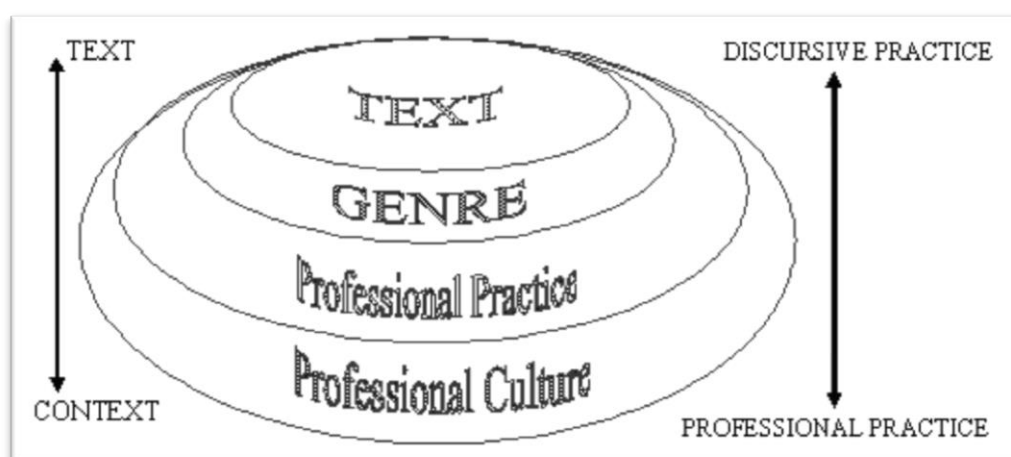 TEXT
DISCURSIVE PRACTICE
TEXT
GENRE
Professional Practice
Professional Culture
CONTEXT
PROFESSIONAL PRACTICE